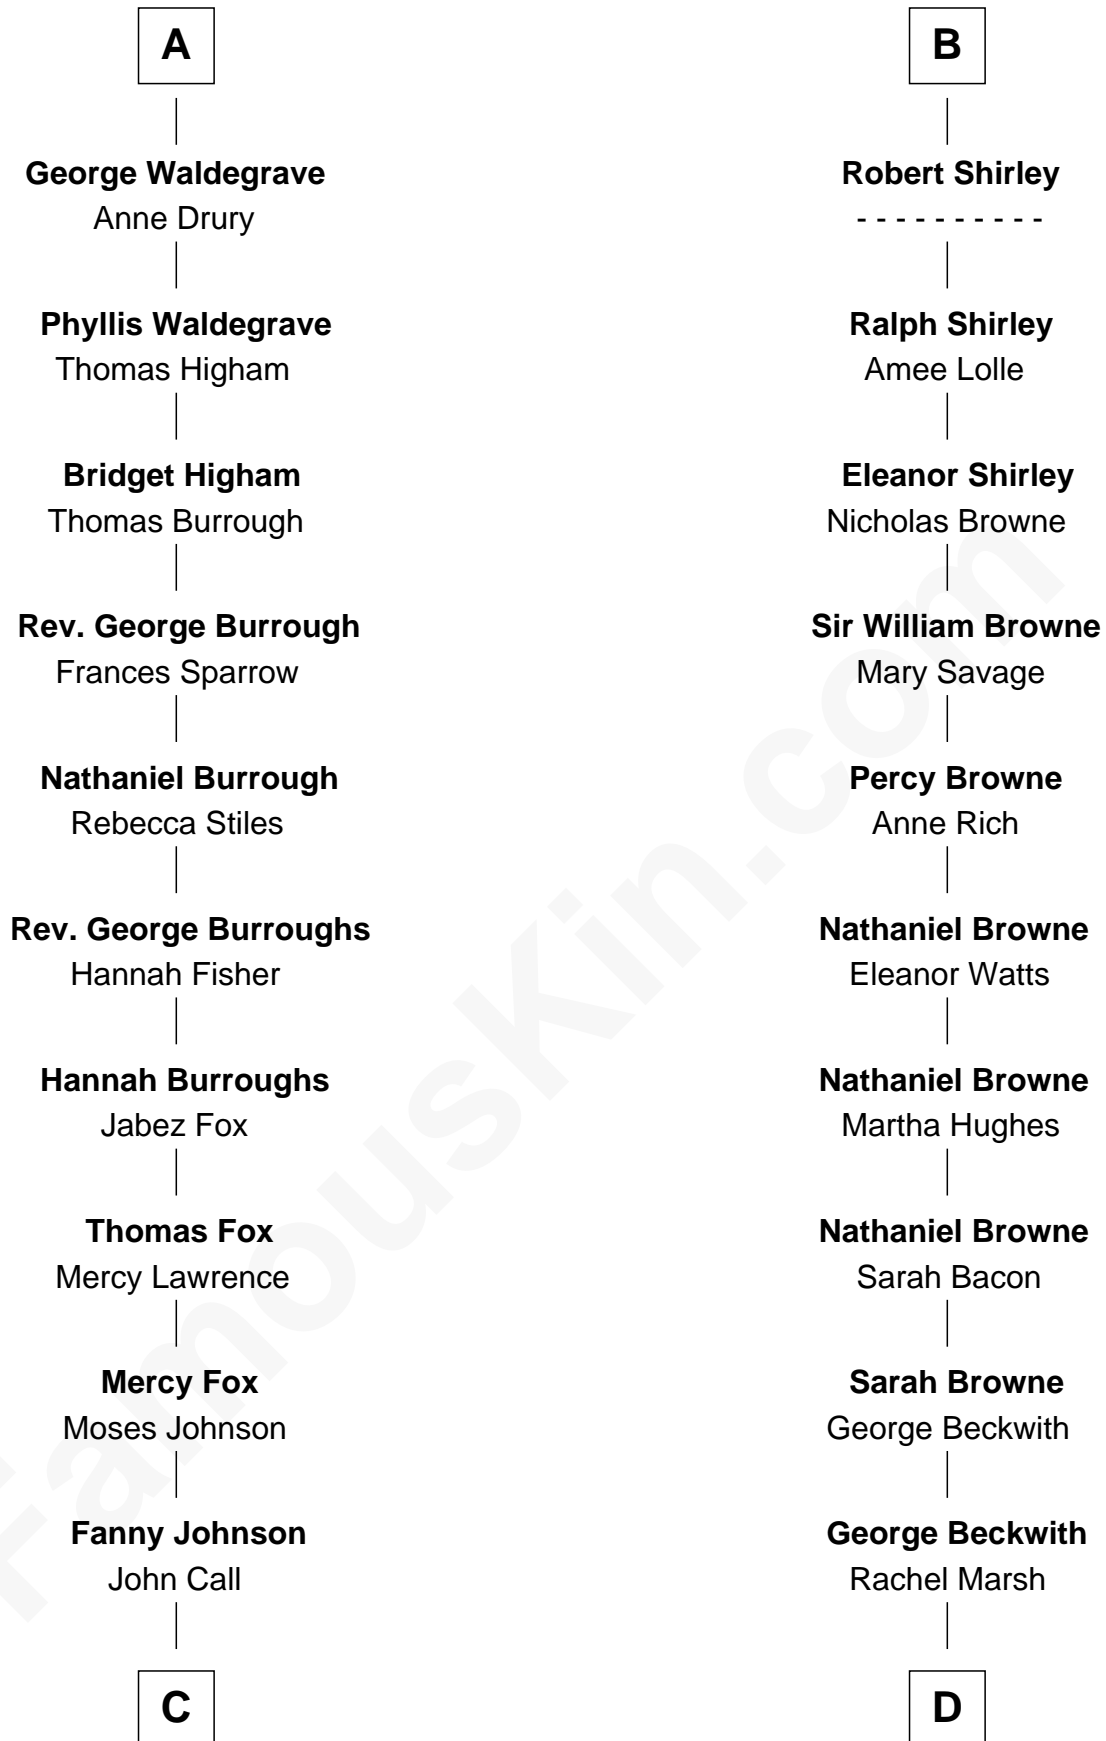 A
George Waldegrave
Anne Drury
Phyllis Waldegrave
Thomas Higham
Bridget Higham
Thomas Burrough
Rev. George Burrough
Frances Sparrow
Nathaniel Burrough
Rebecca Stiles
Rev. George Burroughs
Hannah Fisher
Hannah Burroughs
Jabez Fox
Thomas Fox
Mercy Lawrence
Mercy Fox
Moses Johnson
Fanny Johnson
John Call
C
B
Robert Shirley
- - - - - - - - - -
Ralph Shirley
Amee Lolle
Eleanor Shirley
Nicholas Browne
Sir William Browne
Mary Savage
Percy Browne
Anne Rich
Nathaniel Browne
Eleanor Watts
Nathaniel Browne
Martha Hughes
Nathaniel Browne
Sarah Bacon
Sarah Browne
George Beckwith
George Beckwith
Rachel Marsh
D
FamousKin.com